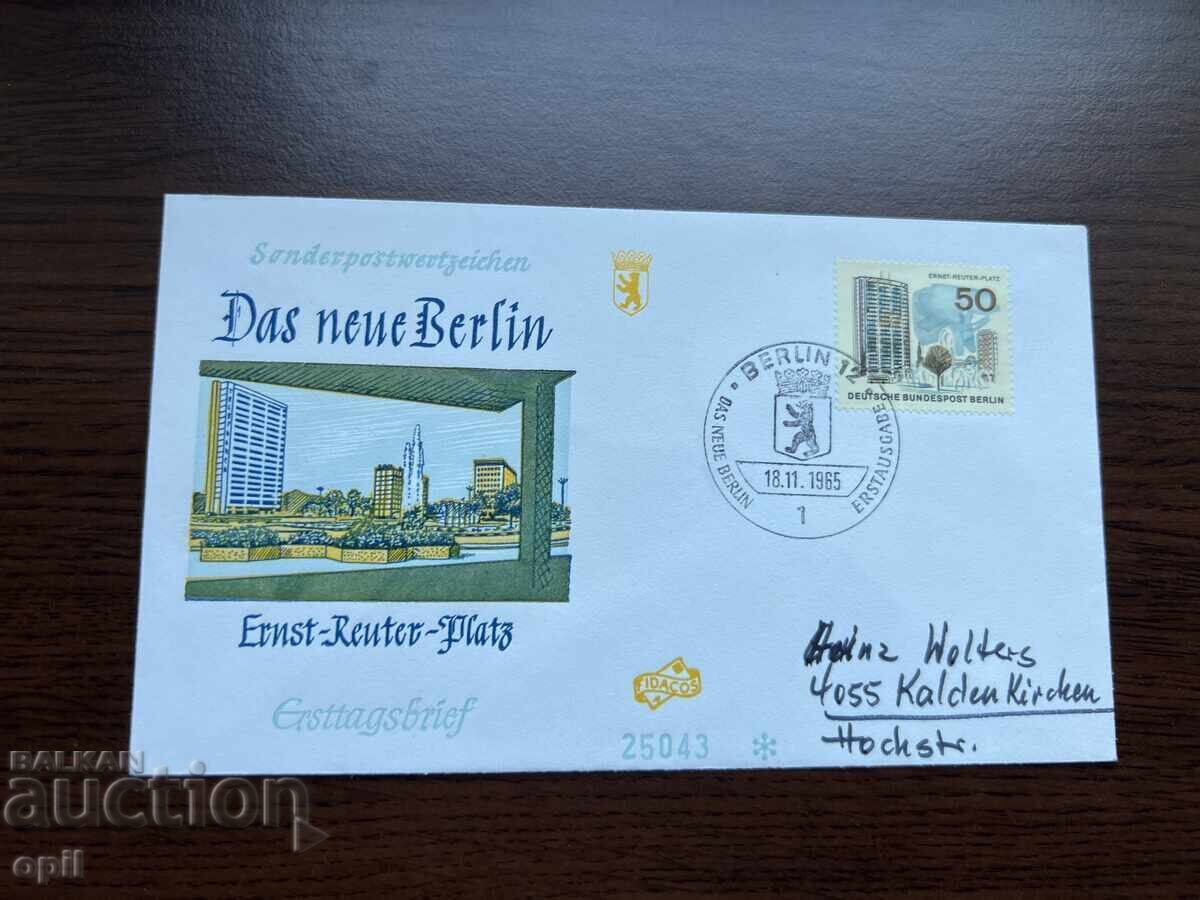 Sonderpostwertzeichen
Das neue Berlin
Ernst-Reuter-Platz
Ersttagsbrief
ERNST-REUTER-PLATZ
50
DEUTSCHE BUNDESPOST BERLIN
BERLIN 12
DAS NEUE BERLIN
ERSTAUSGABE
18.11.1965
1
FIDACOS
25043 *
Heinz Wolters
4055 Kaldenkirchen
Hochstr.
BALKAN
auction
opil